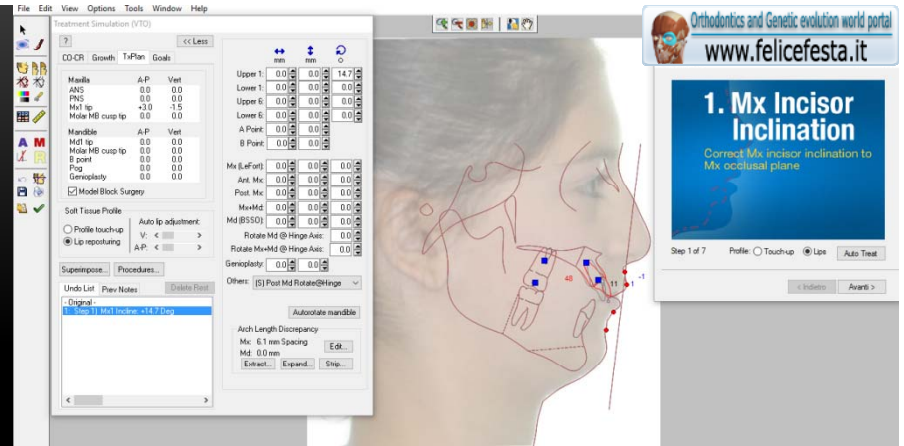 File Edit View Options Tools Window Help
Treatment Simulation (VTO)
? << Less
CO-CR Growth TxPlan Goals
Maxilla A-P Vert
ANS 0.0 0.0
PNS 0.0 0.0
Mx1 tip +3.0 -1.5
Molar MB cusp tip 0.0 0.0
Mandible A-P Vert
Md1 tip 0.0 0.0
Molar MB cusp tip 0.0 0.0
B point 0.0 0.0
Pog 0.0 0.0
Genioplasty 0.0 0.0
Model Block Surgery
Soft Tissue Profile
Profile touch-up
Lip reposturing
Auto lip adjustment:
V: < >
A-P: < >
Superimpose... Procedures...
Undo List Prev Notes Delete Rest
- Original -
1: Step 1) Mx1 Incline: +14.7 Deg
< >
mm mm o
Upper 1: 0.0 0.0 14.7
Lower 1: 0.0 0.0 0.0
Upper 6: 0.0 0.0 0.0
Lower 6: 0.0 0.0 0.0
A Point: 0.0 0.0
B Point: 0.0 0.0
Mx (LeFort): 0.0 0.0 0.0
Ant. Mx: 0.0 0.0 0.0
Post. Mx: 0.0 0.0 0.0
Mx+Md: 0.0 0.0 0.0
Md (BSSO): 0.0 0.0 0.0
Rotate Md @ Hinge Axis: 0.0
Rotate Mx+Md @ Hinge Axis: 0.0
Genioplasty: 0.0 0.0
Others: (S) Post Md Rotate@Hinge
Autorotate mandible
Arch Length Discrepancy
Mx: 6.1 mm Spacing
Md: 0.0 mm
Edit...
Extract... Expand... Strip...
A M
R
48
11
-1
1
Orthodontics and Genetic evolution world portal
www.felicefesta.it
1. Mx Incisor
Inclination
Correct Mx incisor inclination to
Mx occlusal plane
Step 1 of 7 Profile: Touch-up Lips Auto Treat
< Indietro Avanti >